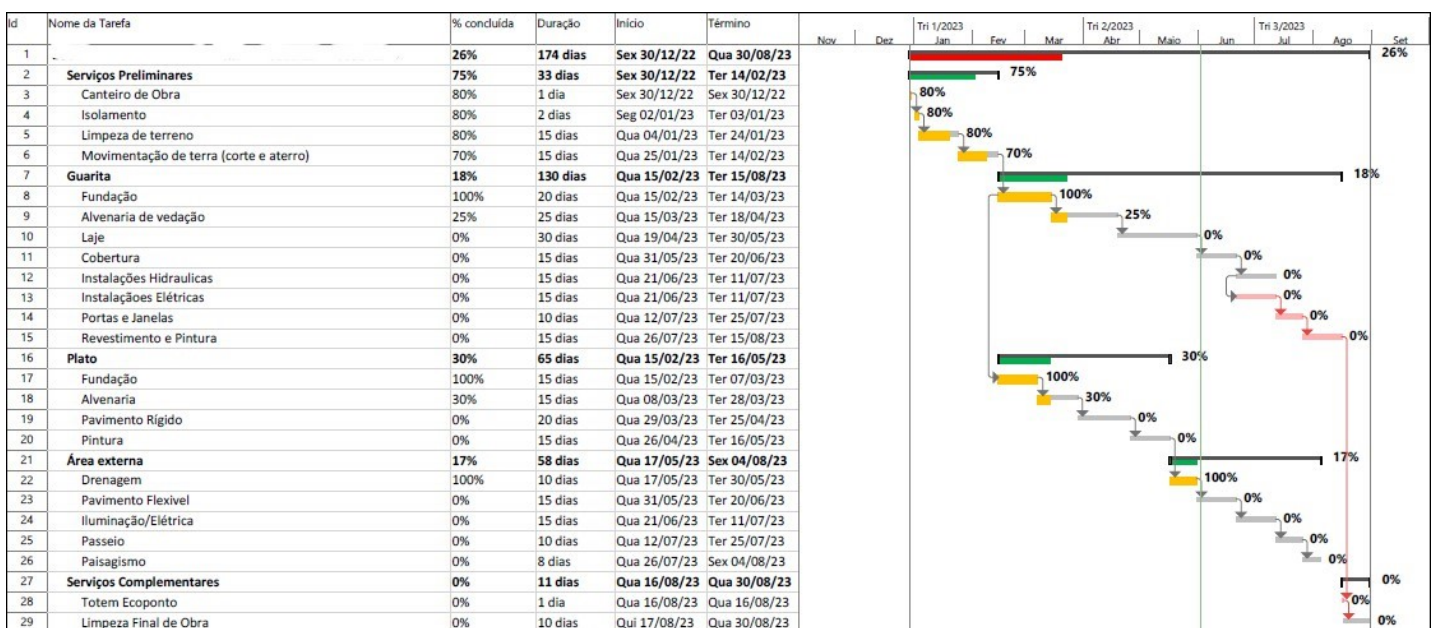 Id Nome da Tarefa % concluída Duração Início Término Tri 1/2023 Tri 2/2023 Tri 3/2023
Nov Dez Jan Fev Mar Abr Maio Jun Jul Ago Set
1 26% 174 dias Sex 30/12/22 Qua 30/08/23 26%
2 Serviços Preliminares 75% 33 dias Sex 30/12/22 Ter 14/02/23 75%
3 Canteiro de Obra 80% 1 dia Sex 30/12/22 Sex 30/12/22 80%
4 Isolamento 80% 2 dias Seg 02/01/23 Ter 03/01/23 80%
5 Limpeza de terreno 80% 15 dias Qua 04/01/23 Ter 24/01/23 80%
6 Movimentação de terra (corte e aterro) 70% 15 dias Qua 25/01/23 Ter 14/02/23 70%
7 Guarita 18% 130 dias Qua 15/02/23 Ter 15/08/23 18%
8 Fundação 100% 20 dias Qua 15/02/23 Ter 14/03/23 100%
9 Alvenaria de vedação 25% 25 dias Qua 15/03/23 Ter 18/04/23 25%
10 Laje 0% 30 dias Qua 19/04/23 Ter 30/05/23 0%
11 Cobertura 0% 15 dias Qua 31/05/23 Ter 20/06/23 0%
12 Instalações Hidraulicas 0% 15 dias Qua 21/06/23 Ter 11/07/23 0%
13 Instalaçãoes Elétricas 0% 15 dias Qua 21/06/23 Ter 11/07/23 0%
14 Portas e Janelas 0% 10 dias Qua 12/07/23 Ter 25/07/23 0%
15 Revestimento e Pintura 0% 15 dias Qua 26/07/23 Ter 15/08/23 0%
16 Plato 30% 65 dias Qua 15/02/23 Ter 16/05/23 30%
17 Fundação 100% 15 dias Qua 15/02/23 Ter 07/03/23 100%
18 Alvenaria 30% 15 dias Qua 08/03/23 Ter 28/03/23 30%
19 Pavimento Rígido 0% 20 dias Qua 29/03/23 Ter 25/04/23 0%
20 Pintura 0% 15 dias Qua 26/04/23 Ter 16/05/23 0%
21 Área externa 17% 58 dias Qua 17/05/23 Sex 04/08/23 17%
22 Drenagem 100% 10 dias Qua 17/05/23 Ter 30/05/23 100%
23 Pavimento Flexivel 0% 15 dias Qua 31/05/23 Ter 20/06/23 0%
24 Iluminação/Elétrica 0% 15 dias Qua 21/06/23 Ter 11/07/23 0%
25 Passeio 0% 10 dias Qua 12/07/23 Ter 25/07/23 0%
26 Paisagismo 0% 8 dias Qua 26/07/23 Sex 04/08/23 0%
27 Serviços Complementares 0% 11 dias Qua 16/08/23 Qua 30/08/23 0%
28 Totem Ecoponto 0% 1 dia Qua 16/08/23 Qua 16/08/23 0%
29 Limpeza Final de Obra 0% 10 dias Qui 17/08/23 Qua 30/08/23 0%